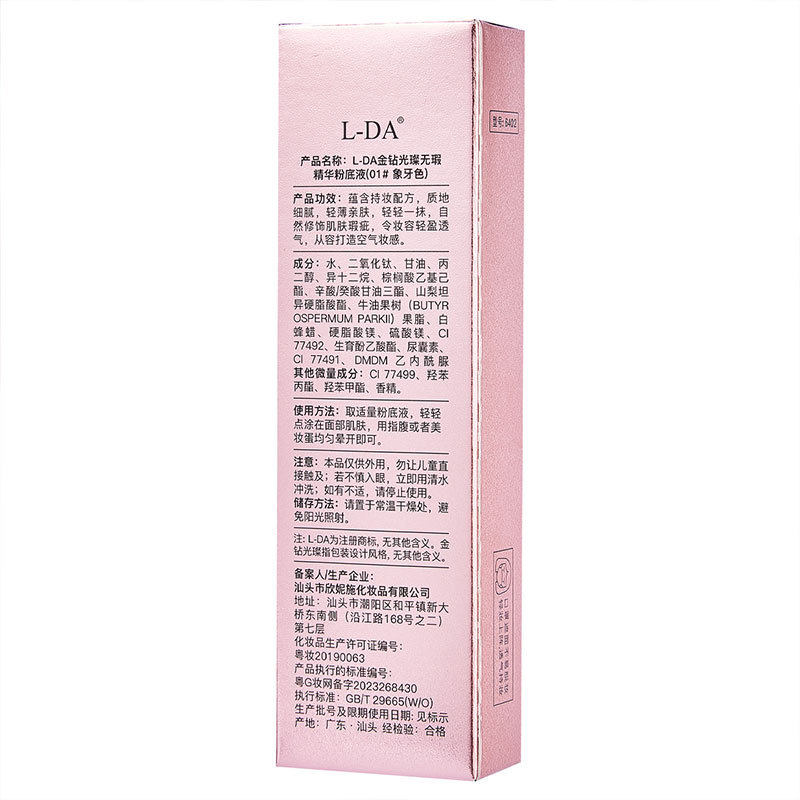 L-DA®
产品名称：L-DA金钻光璨无瑕
精华粉底液(01# 象牙色)
产品功效：蕴含持妆配方，质地
细腻，轻薄亲肤，轻轻一抹，自
然修饰肌肤瑕疵，令妆容轻盈透
气，从容打造空气妆感。
成分：水、二氧化钛、甘油、丙
二醇、异十二烷、棕榈酸乙基己
酯、辛酸/癸酸甘油三酯、山梨坦
异硬脂酸酯、牛油果树（BUTYR
OSPERMUM PARKII）果脂、白
蜂蜡、硬脂酸镁、硫酸镁、CI
77492、生育酚乙酸酯、尿囊素、
CI 77491、DMDM 乙内酰脲
其他微量成分：CI 77499、羟苯
丙酯、羟苯甲酯、香精。
使用方法：取适量粉底液，轻轻
点涂在面部肌肤，用指腹或者美
妆蛋均匀晕开即可。
注意：本品仅供外用，勿让儿童直
接触及；若不慎入眼，立即用清水
冲洗；如有不适，请停止使用。
储存方法：请置于常温干燥处，避
免阳光照射。
注: L-DA为注册商标, 无其他含义。金
钻光璨指包装设计风格, 无其他含义。
备案人/生产企业：
汕头市欣妮施化妆品有限公司
地址：汕头市潮阳区和平镇新大
桥东南侧（沿江路168号之二）
第七层
化妆品生产许可证编号：
粤妆20190063
产品执行的标准编号：
粤G妆网备字2023268430
执行标准：GB/T 29665(W/O)
生产批号及限期使用日期: 见标示
产地：广东·汕头 经检验：合格
型号: 6402